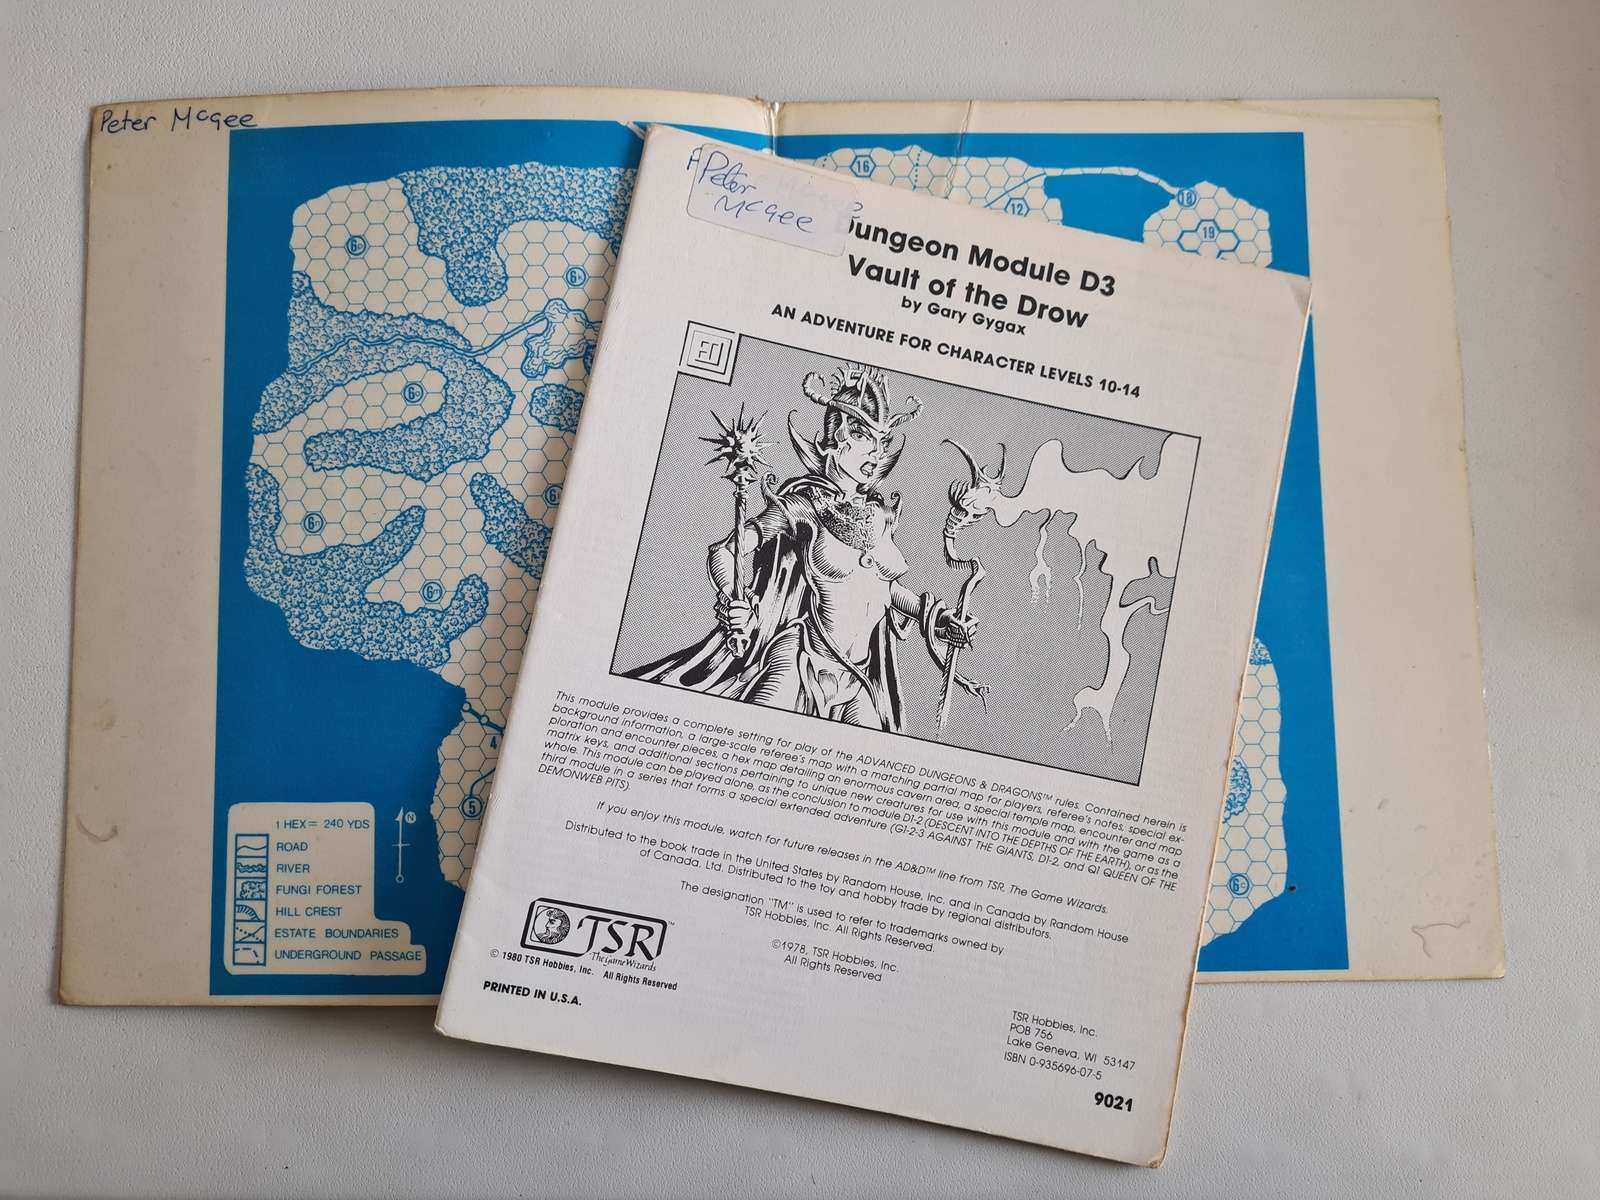 Peter McGee
Peter
McGee
Dungeon Module D3
Vault of the Drow
by Gary Gygax
AN ADVENTURE FOR CHARACTER LEVELS 10-14
This module provides a complete setting for play of the ADVANCED DUNGEONS & DRAGONS™ rules. Contained herein is
background information, a large-scale referee's map with a matching partial map for players, referee's notes, special ex-
ploration and encounter pieces, a hex map detailing an enormous cavern area, a special temple map, encounter and map
matrix keys, and additional sections pertaining to unique new creatures for use with this module and with the game as a
whole. This module can be played alone, as the conclusion to module D1-2 (DESCENT INTO THE DEPTHS OF THE EARTH), or as the
third module in a series that forms a special extended adventure (G1-2-3 AGAINST THE GIANTS, D1-2, and Q1 QUEEN OF THE
DEMONWEB PITS).
If you enjoy this module, watch for future releases in the AD&D™ line from TSR, The Game Wizards.
Distributed to the book trade in the United States by Random House, Inc. and in Canada by Random House
of Canada, Ltd. Distributed to the toy and hobby trade by regional distributors.
The designation "TM" is used to refer to trademarks owned by
TSR Hobbies, Inc. All Rights Reserved.
©1978, TSR Hobbies, Inc.
All Rights Reserved
TSR™
The Game Wizards
© 1980 TSR Hobbies, Inc. All Rights Reserved
PRINTED IN U.S.A.
TSR Hobbies, Inc.
POB 756
Lake Geneva, WI 53147
ISBN 0-935696-07-5
9021
16
18
12
19
4
5
N
1 HEX = 240 YDS
ROAD
RIVER
FUNGI FOREST
HILL CREST
ESTATE BOUNDARIES
UNDERGROUND PASSAGE